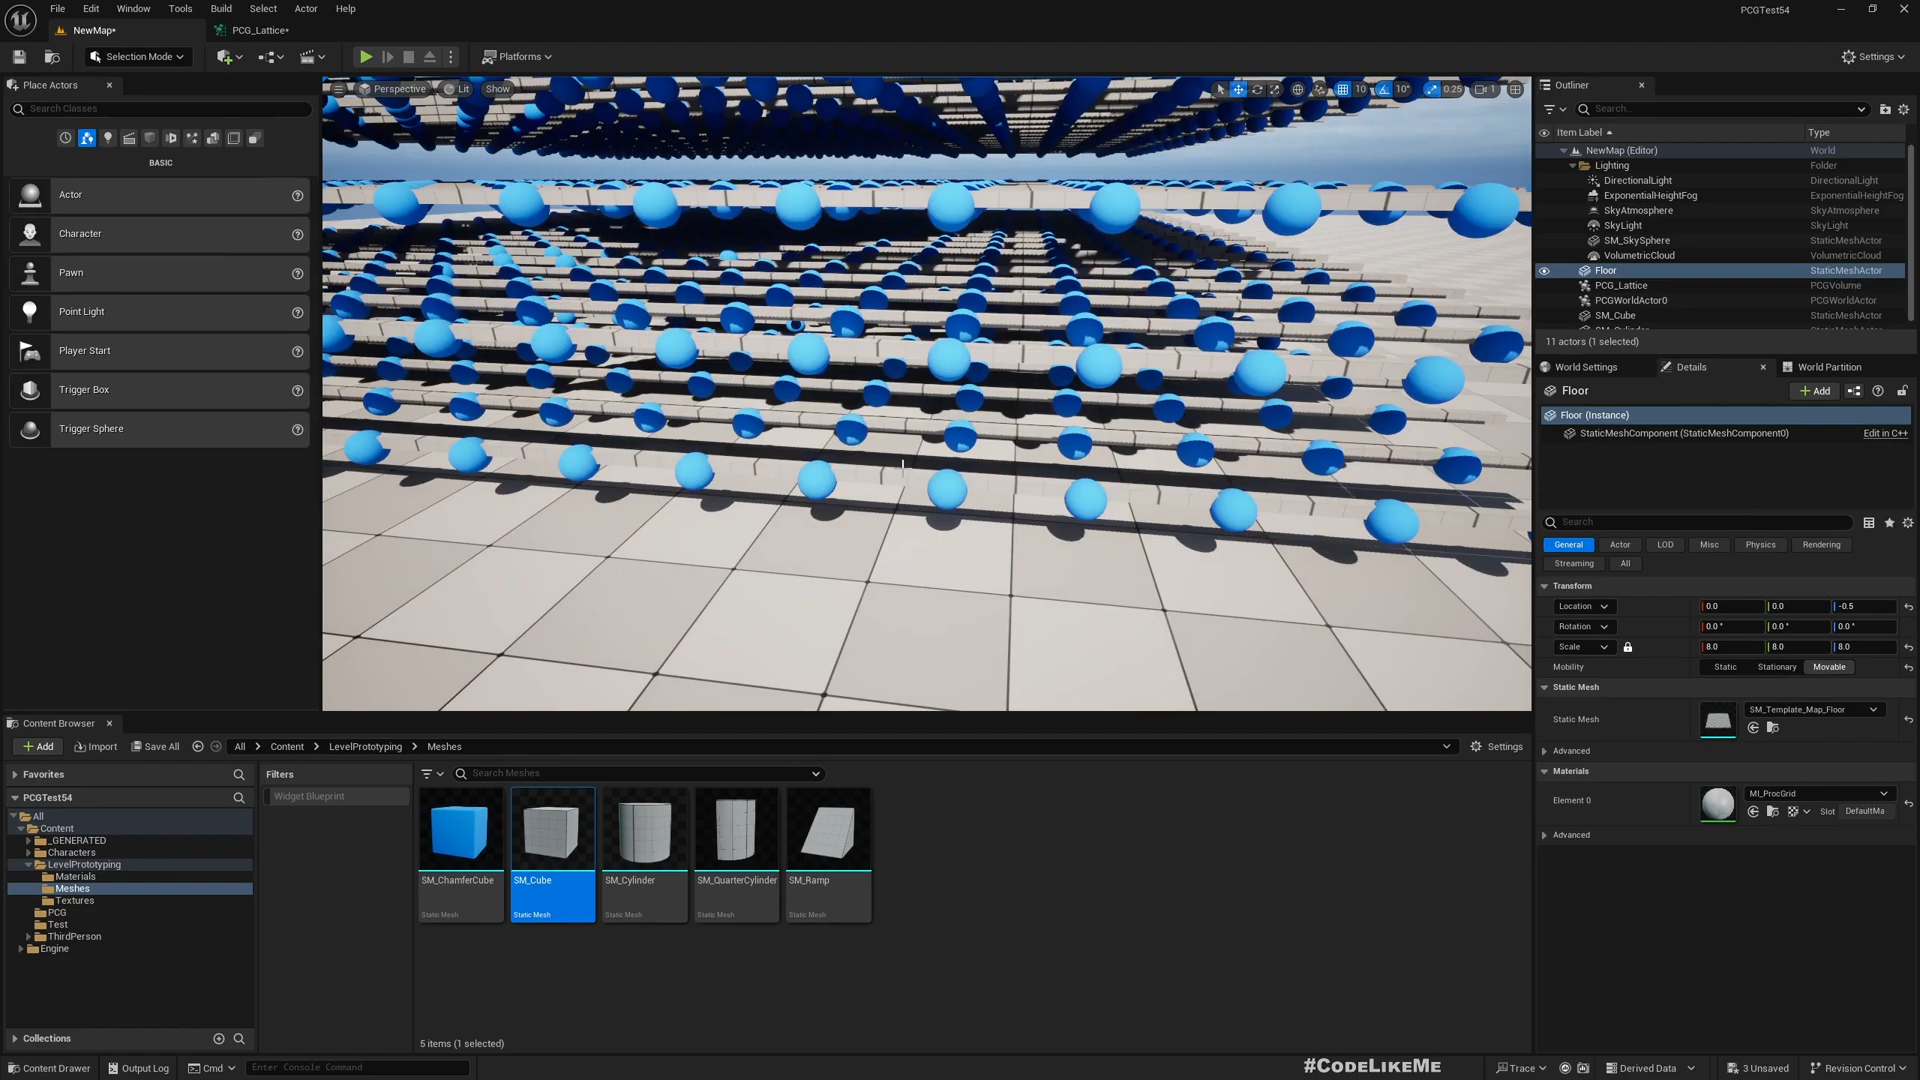 File Edit Window Tools Build Select Actor Help
PCGTest54
NewMap•
PCG_Lattice•
Selection Mode
Platforms
Settings
Place Actors
Search Classes
BASIC
Actor
Character
Pawn
Point Light
Player Start
Trigger Box
Trigger Sphere
Perspective Lit Show
10 10° 0.25 1
Outliner
Search...
Item Label Type
NewMap (Editor) World
Lighting Folder
DirectionalLight DirectionalLight
ExponentialHeightFog ExponentialHeightFog
SkyAtmosphere SkyAtmosphere
SkyLight SkyLight
SM_SkySphere StaticMeshActor
VolumetricCloud VolumetricCloud
Floor StaticMeshActor
PCG_Lattice PCGVolume
PCGWorldActor0 PCGWorldActor
SM_Cube StaticMeshActor
11 actors (1 selected)
World Settings Details World Partition
Floor Add
Floor (Instance)
StaticMeshComponent (StaticMeshComponent0) Edit in C++
Search
General Actor LOD Misc Physics Rendering
Streaming All
Transform
Location 0.0 0.0 -0.5
Rotation 0.0° 0.0° 0.0°
Scale 8.0 8.0 8.0
Mobility Static Stationary Movable
Static Mesh
Static Mesh SM_Template_Map_Floor
Advanced
Materials
Element 0 MI_ProcGrid
Slot DefaultMa
Advanced
Content Browser
Add Import Save All All Content LevelPrototyping Meshes Settings
Favorites
PCGTest54
All
Content
_GENERATED
Characters
LevelPrototyping
Materials
Meshes
Textures
PCG
Test
ThirdPerson
Engine
Collections
Filters
Widget Blueprint
Search Meshes
SM_ChamferCube SM_Cube SM_Cylinder SM_QuarterCylinder SM_Ramp
Static Mesh Static Mesh Static Mesh Static Mesh Static Mesh
5 items (1 selected)
#CODELIKEME
Content Drawer Output Log Cmd Enter Console Command Trace Derived Data 3 Unsaved Revision Control